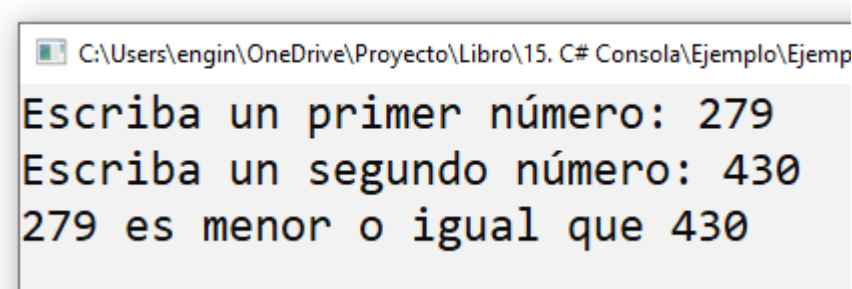 C:\Users\engin\OneDrive\Proyecto\Libro\15. C# Consola\Ejemplo\Ejemp
Escriba un primer número: 279
Escriba un segundo número: 430
279 es menor o igual que 430